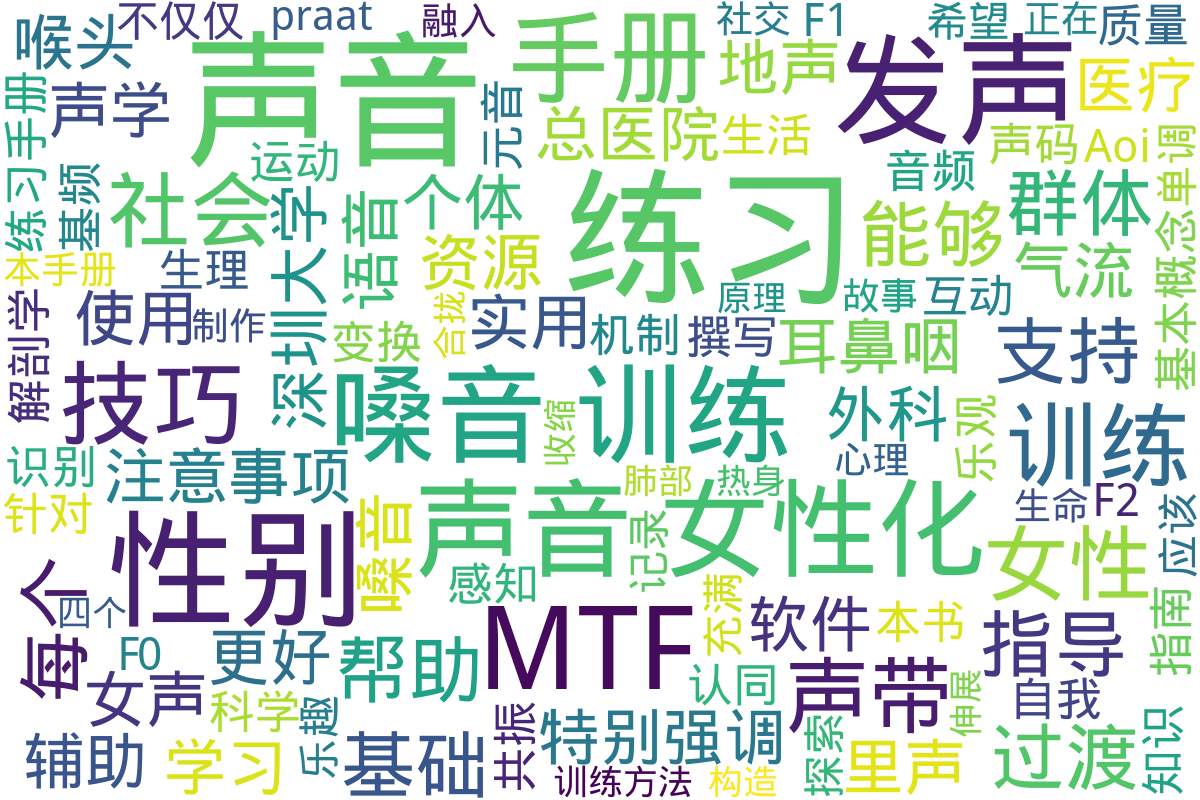 不仅仅
praat
融入
社交
F1
希望
正在
质量
喉头
声音
手册
地声
发声
医疗
声学
元音
总医院
生活
声码
Aoi
单调
练习手册
基频
运动
音频
社会
深圳大学
语音
个体
练习
能够
群体
基本概念
本手册
生理
资源
气流
解剖学
使用
制作
变换
合拢
实用
机制
原理
撰写
故事
互动
耳鼻咽
支持
技巧
嗓音训练
收缩
外科
乐观
训练
识别
注意事项
心理
针对
嗓音
声音女性化
肺部
热身
生命
F2
应该
性别
感知
记录
女性
每个
四个
F0
更好
帮助
MTF
充满
软件
本书
指导
指南
女声
科学
乐趣
认同
声带
伸展
自我
辅助
学习
基础
共振
特别强调
探索
里声
过渡
知识
训练方法
构造